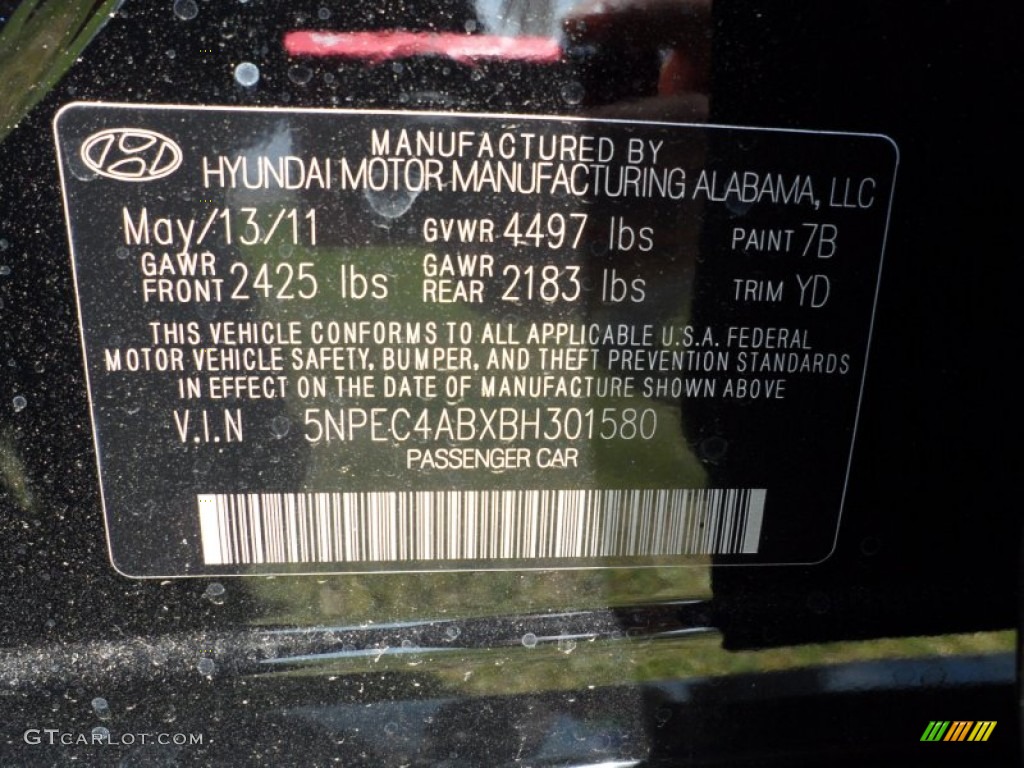 MANUFACTURED BY
HYUNDAI MOTOR MANUFACTURING ALABAMA, LLC
May/13/11 GVWR 4497 lbs PAINT 7B
GAWR FRONT 2425 lbs GAWR REAR 2183 lbs TRIM YD
THIS VEHICLE CONFORMS TO ALL APPLICABLE U.S.A. FEDERAL
MOTOR VEHICLE SAFETY, BUMPER, AND THEFT PREVENTION STANDARDS
IN EFFECT ON THE DATE OF MANUFACTURE SHOWN ABOVE
V.I.N 5NPEC4ABXBH301580
PASSENGER CAR
GTCARLOT.COM